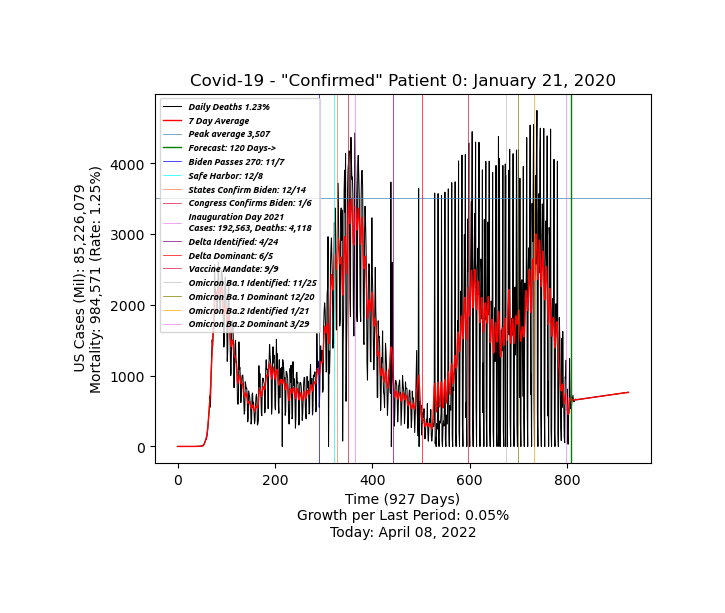 Covid-19 - "Confirmed" Patient 0: January 21, 2020
Daily Deaths 1.23%
7 Day Average
Peak average 3,507
Forecast: 120 Days->
Biden Passes 270: 11/7
Safe Harbor: 12/8
States Confirm Biden: 12/14
Congress Confirms Biden: 1/6
Inauguration Day 2021
Cases: 192,563, Deaths: 4,118
Delta Identified: 4/24
Delta Dominant: 6/5
Vaccine Mandate: 9/9
Omicron Ba.1 Identified: 11/25
Omicron Ba.1 Dominant 12/20
Omicron Ba.2 Identified 1/21
Omicron Ba.2 Dominant 3/29
US Cases (Mil): 85,226,079
Mortality: 984,571 (Rate: 1.25%)
4000
3000
2000
1000
0
0 200 400 600 800
Time (927 Days)
Growth per Last Period: 0.05%
Today: April 08, 2022